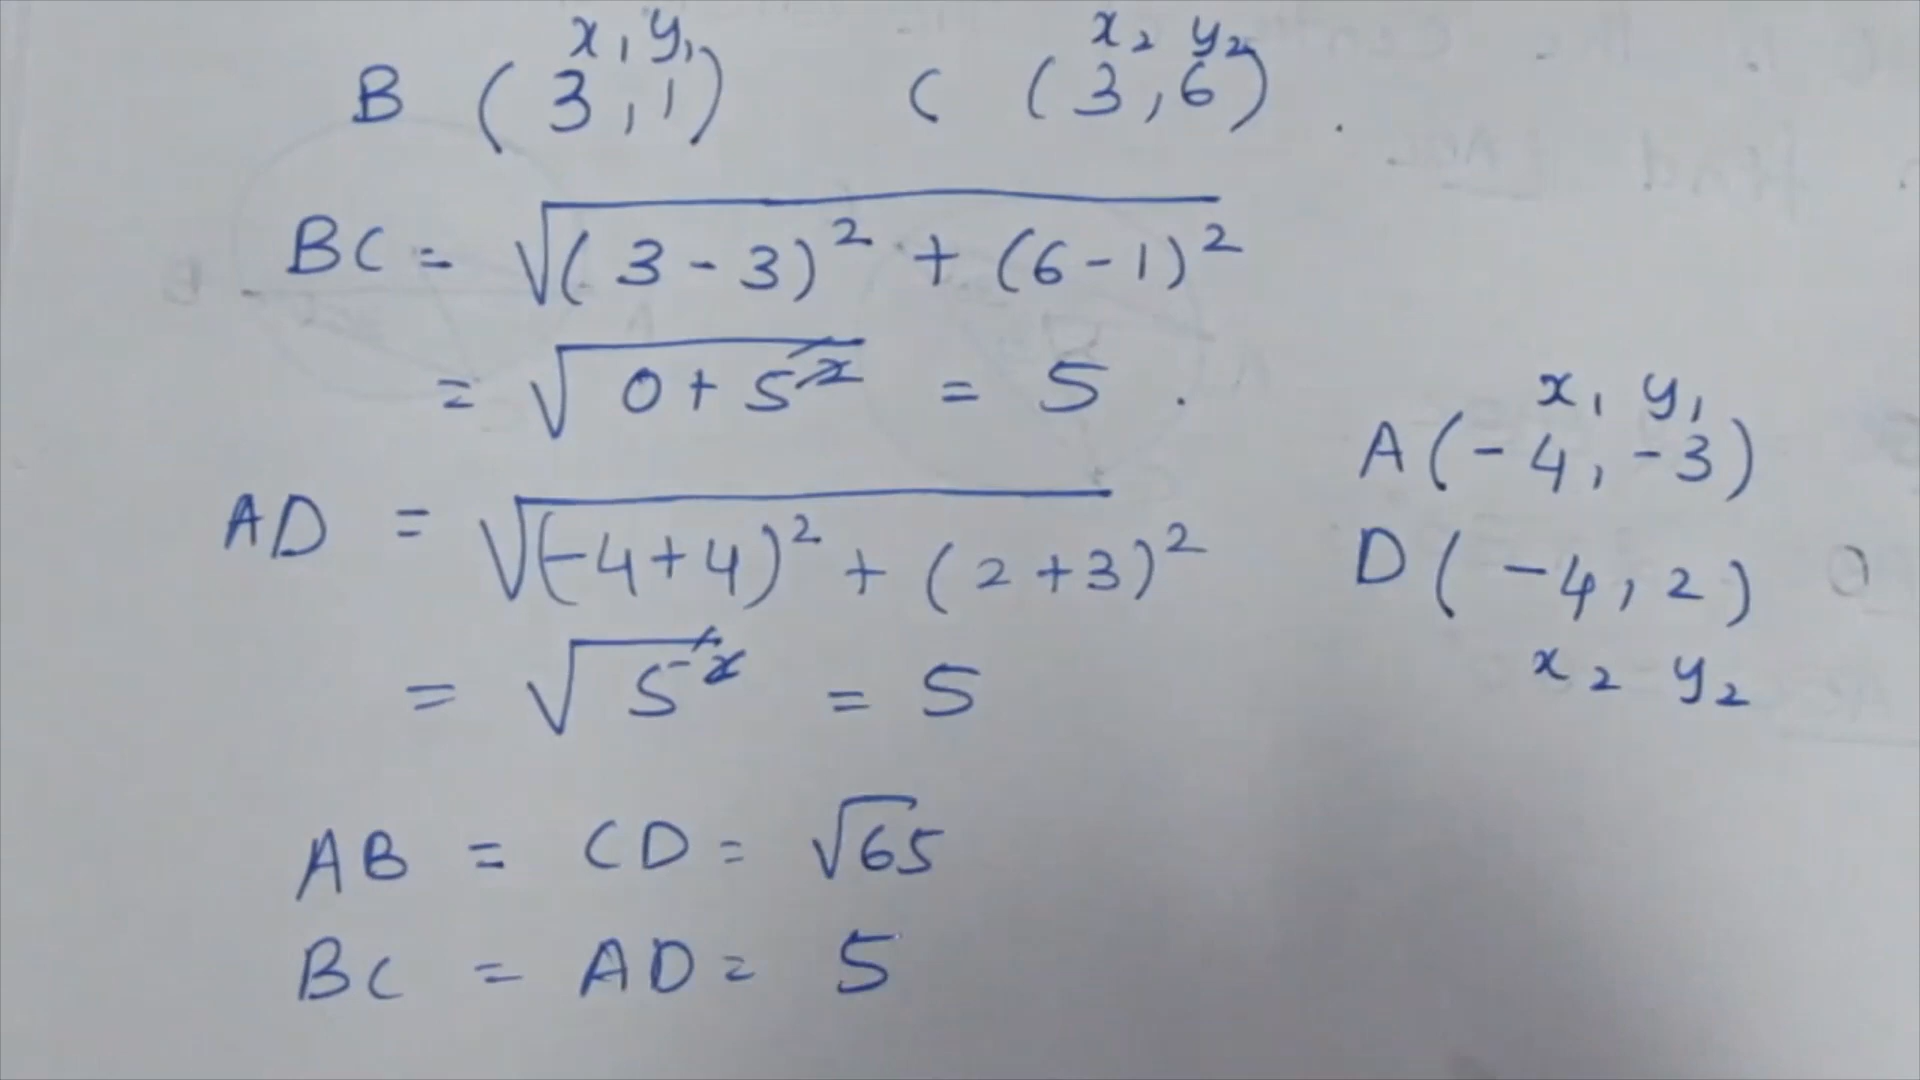 x₁ y₁ x₂ y₂
B (3,1) C (3,6).
BC = √(3-3)² + (6-1)²
= √0+5² = 5.
x₁ y₁
A(-4,-3)
AD = √(-4+4)² + (2+3)²
D(-4,2)
x₂ y₂
= √5² = 5
AB = CD = √65
BC = AD = 5